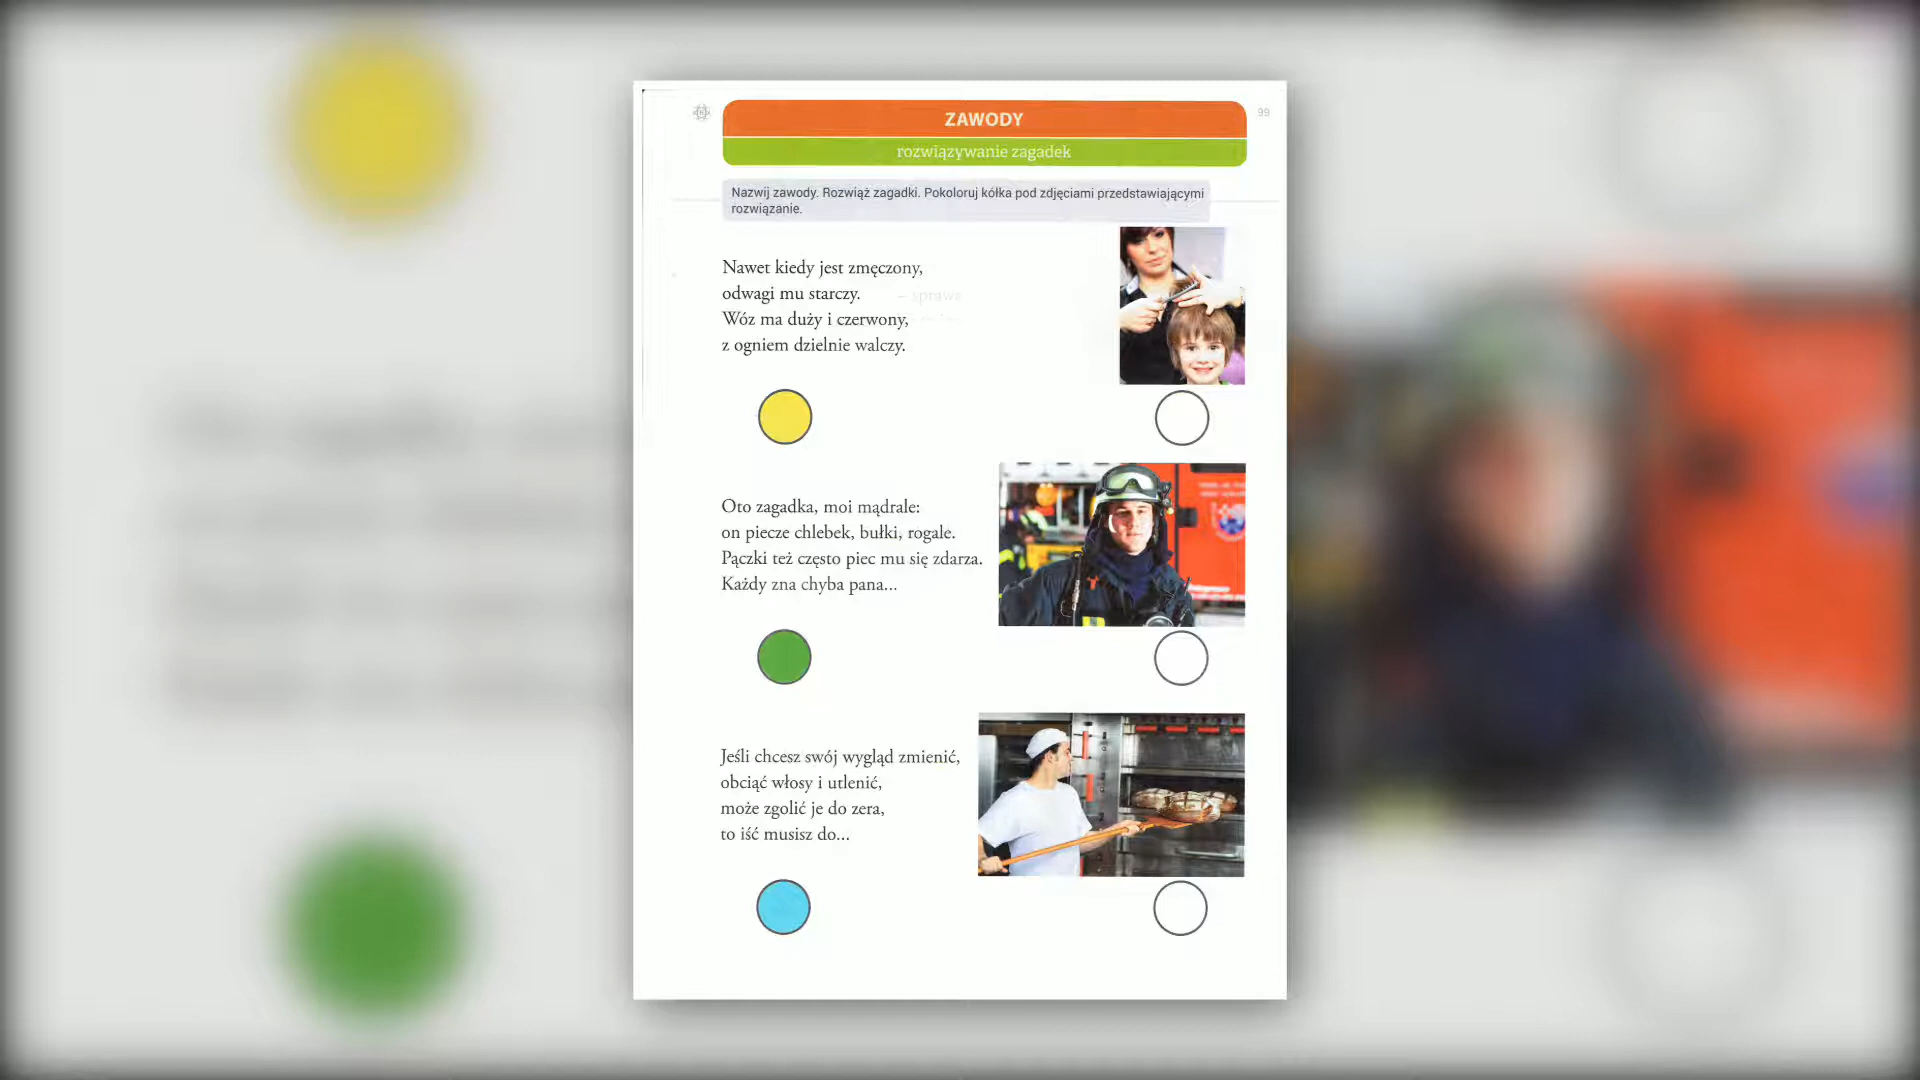 99
ZAWODY
rozwiązywanie zagadek
Nazwij zawody. Rozwiąż zagadki. Pokoloruj kółka pod zdjęciami przedstawiającymi
rozwiązanie.
Nawet kiedy jest zmęczony,
odwagi mu starczy.
– sprawa
Wóz ma duży i czerwony,
z ogniem dzielnie walczy.
Oto zagadka, moi mądrale:
on piecze chlebek, bułki, rogale.
Pączki też często piec mu się zdarza.
Każdy zna chyba pana...
Jeśli chcesz swój wygląd zmienić,
obciąć włosy i utlenić,
może zgolić je do zera,
to iść musisz do...